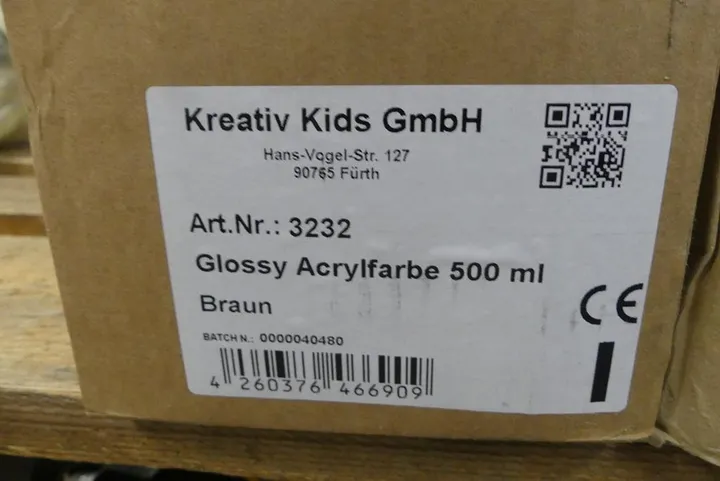 Kreativ Kids GmbH
Hans-Vogel-Str. 127
90765 Fürth
Art.Nr.: 3232
Glossy Acrylfarbe 500 ml
Braun
CE
BATCH N.: 0000040480
4 260376 466909